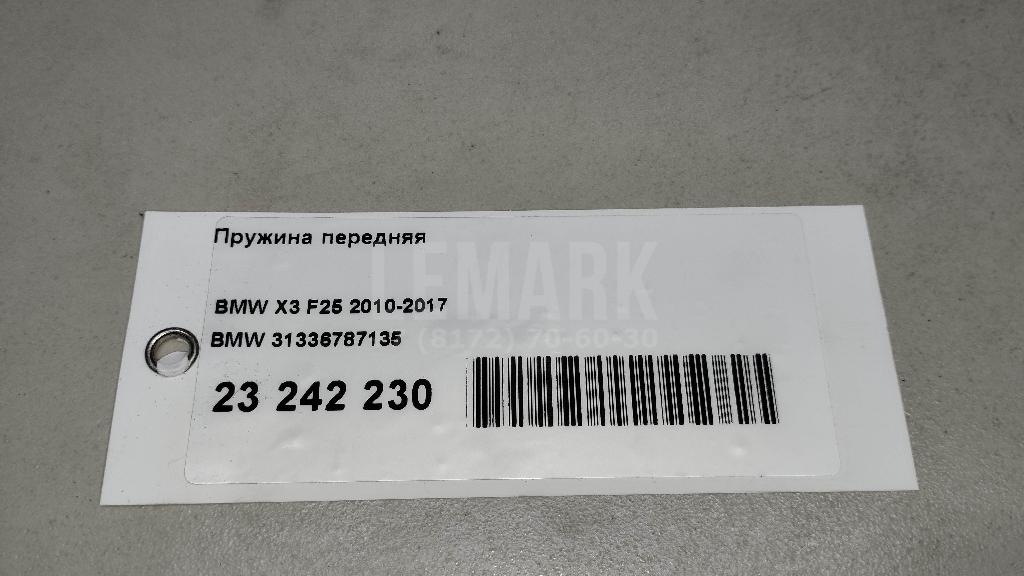 Пружина передняя
LEMARK
BMW X3 F25 2010-2017
(8172) 70-60-30
BMW 31336787135
23 242 230